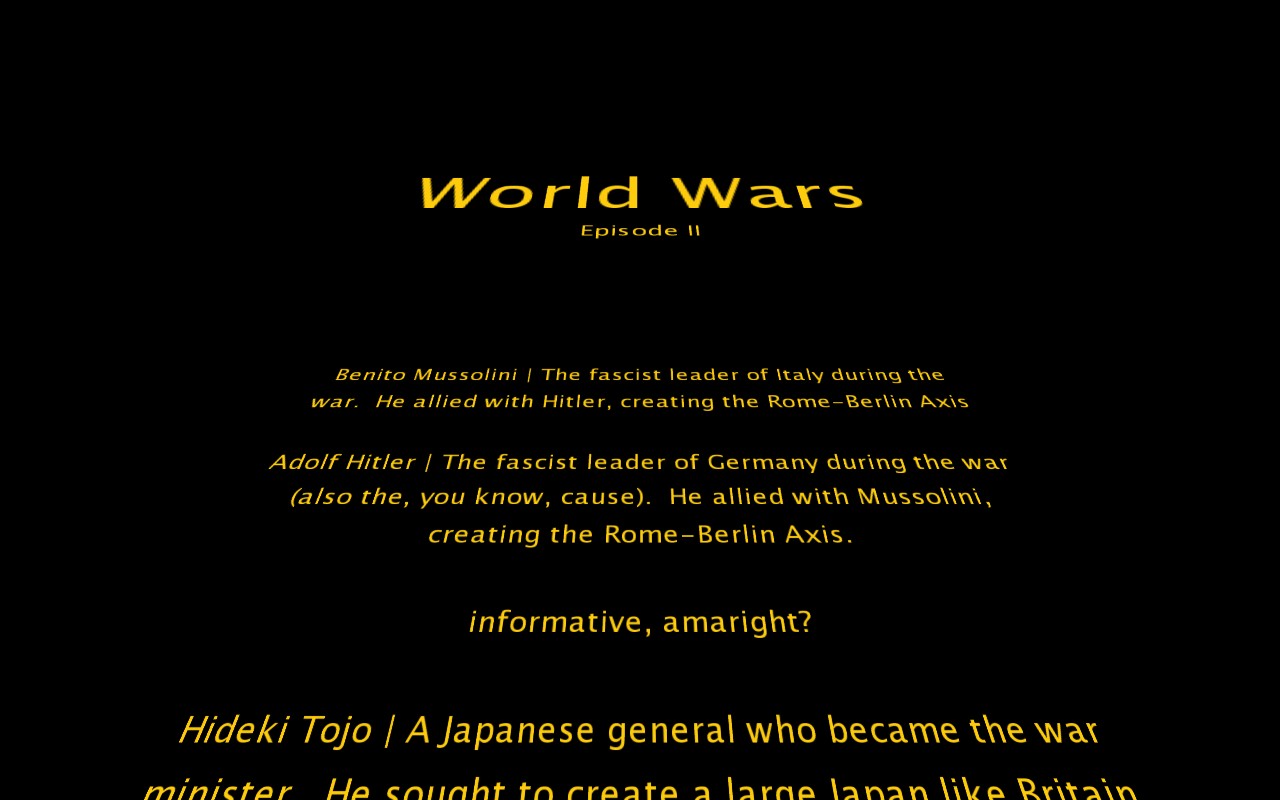 World Wars
Episode II
Benito Mussolini | The fascist leader of Italy during the
war.  He allied with Hitler, creating the Rome-Berlin Axis
Adolf Hitler | The fascist leader of Germany during the war
(also the, you know, cause).  He allied with Mussolini,
creating the Rome-Berlin Axis.
informative, amaright?
Hideki Tojo | A Japanese general who became the war
minister.  He sought to create a large Japan like Britain